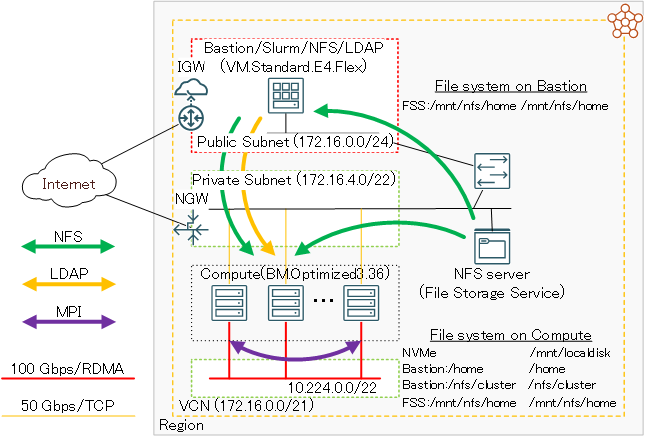 Bastion/Slurm/NFS/LDAP
(VM.Standard.E4.Flex)
IGW
File system on Bastion
FSS:/mnt/nfs/home /mnt/nfs/home
Public Subnet (172.16.0.0/24)
Internet
Private Subnet (172.16.4.0/22)
NGW
NFS
LDAP
MPI
100 Gbps/RDMA
50 Gbps/TCP
NFS server
(File Storage Service)
Compute(BM.Optimized3.36)
...
File system on Compute
NVMe /mnt/localdisk
Bastion:/home /home
Bastion:/nfs/cluster /nfs/cluster
FSS:/mnt/nfs/home /mnt/nfs/home
10.224.0.0/22
VCN (172.16.0.0/21)
Region